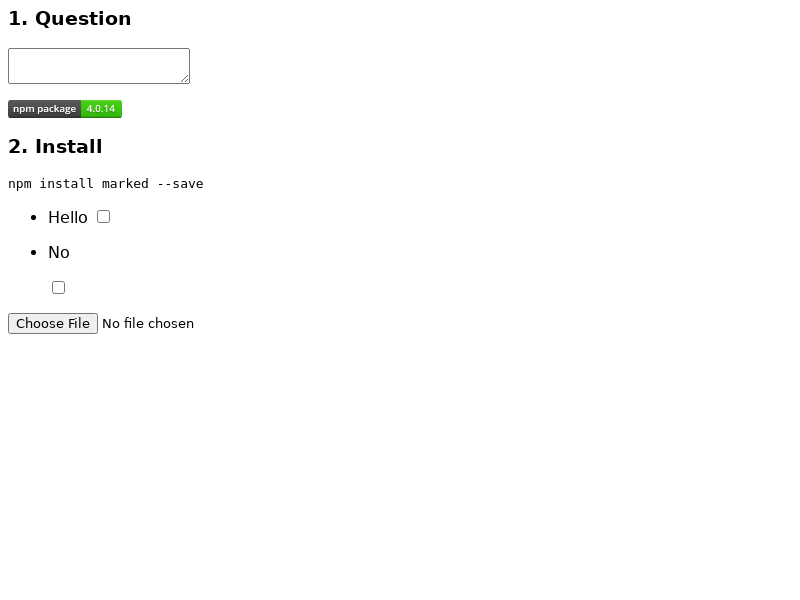 1. Question
npm package 4.0.14
2. Install
npm install marked --save
Hello
No
Choose File No file chosen